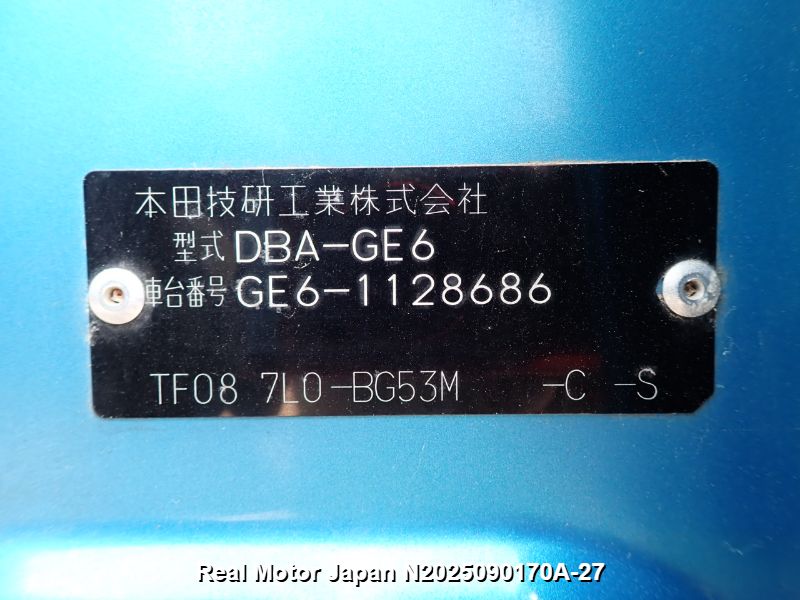 本田技研工業株式会社
型式 DBA-GE6
車台番号 GE6-1128686
TF08 7L0-BG53M -C -S
Real Motor Japan N2025090170A-27